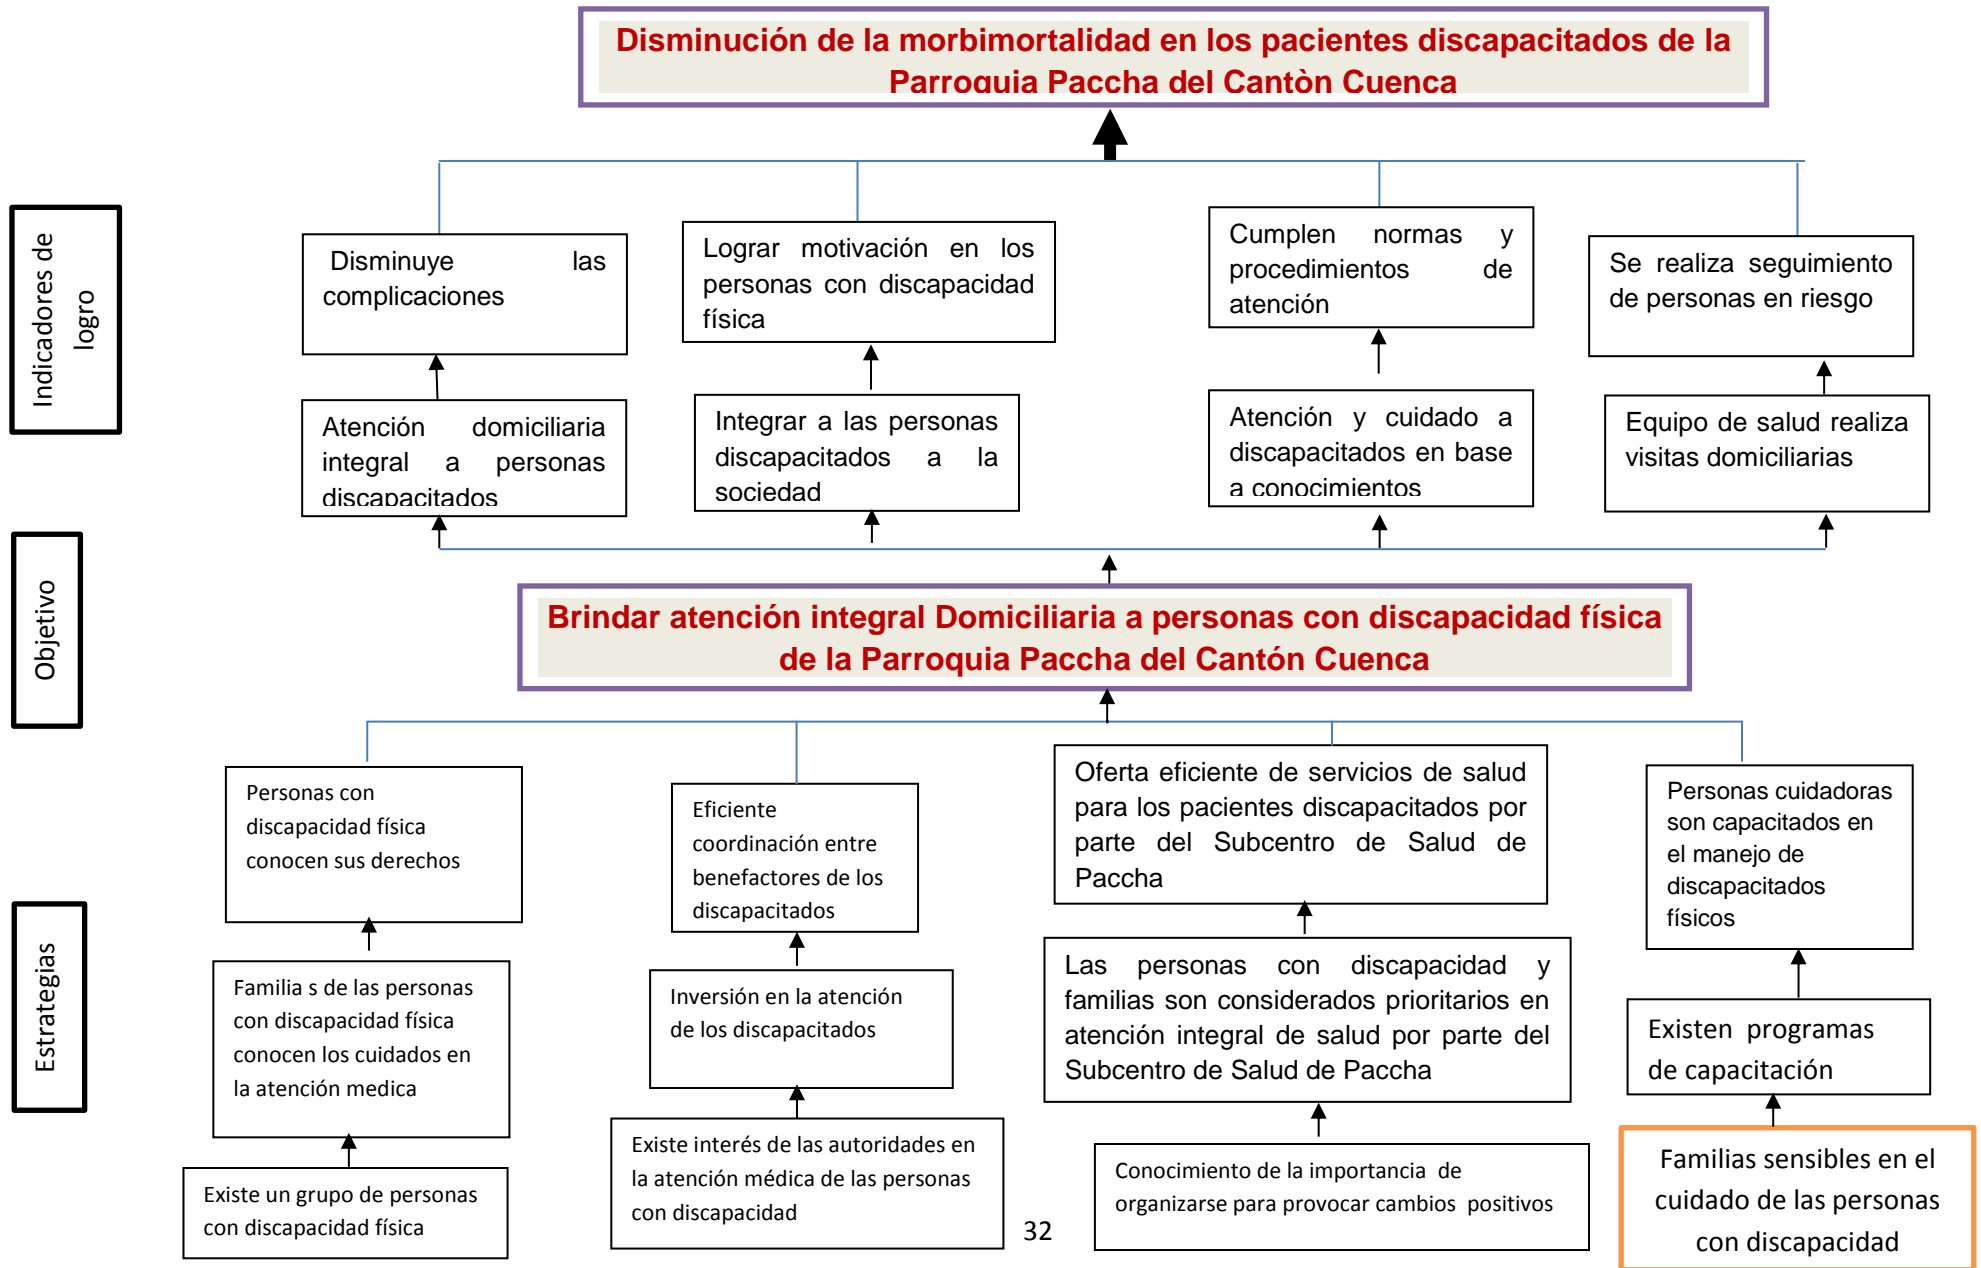 Disminución de la morbimortalidad en los pacientes discapacitados de la
Parroquia Paccha del Cantòn Cuenca
Indicadores de
logro
Disminuye las
complicaciones
Lograr motivación en los
personas con discapacidad
física
Cumplen normas y
procedimientos de
atención
Se realiza seguimiento
de personas en riesgo
Atención domiciliaria
integral a personas
discapacitados
Integrar a las personas
discapacitados a la
sociedad
Atención y cuidado a
discapacitados en base
a conocimientos
Equipo de salud realiza
visitas domiciliarias
Objetivo
Brindar atención integral Domiciliaria a personas con discapacidad física
de la Parroquia Paccha del Cantón Cuenca
Estrategias
Personas con
discapacidad física
conocen sus derechos
Eficiente
coordinación entre
benefactores de los
discapacitados
Oferta eficiente de servicios de salud
para los pacientes discapacitados por
parte del Subcentro de Salud de
Paccha
Personas cuidadoras
son capacitados en
el manejo de
discapacitados
físicos
Familia s de las personas
con discapacidad física
conocen los cuidados en
la atención medica
Inversión en la atención
de los discapacitados
Las personas con discapacidad y
familias son considerados prioritarios en
atención integral de salud por parte del
Subcentro de Salud de Paccha
Existen programas
de capacitación
Existe un grupo de personas
con discapacidad física
Existe interés de las autoridades en
la atención médica de las personas
con discapacidad
Conocimiento de la importancia de
organizarse para provocar cambios positivos
Familias sensibles en el
cuidado de las personas
con discapacidad
32